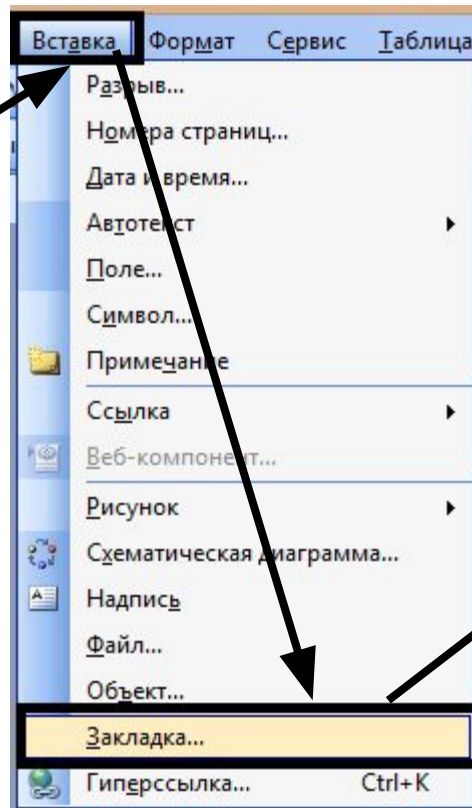 Вставка Формат Сервис Таблица
Разрыв...
Номера страниц...
Дата и время...
Автотекст
Поле...
Символ...
Примечание
Ссылка
Веб-компонент...
Рисунок
Схематическая диаграмма...
Надпись
Файл...
Объект...
Закладка...
Гиперссылка... Ctrl+K